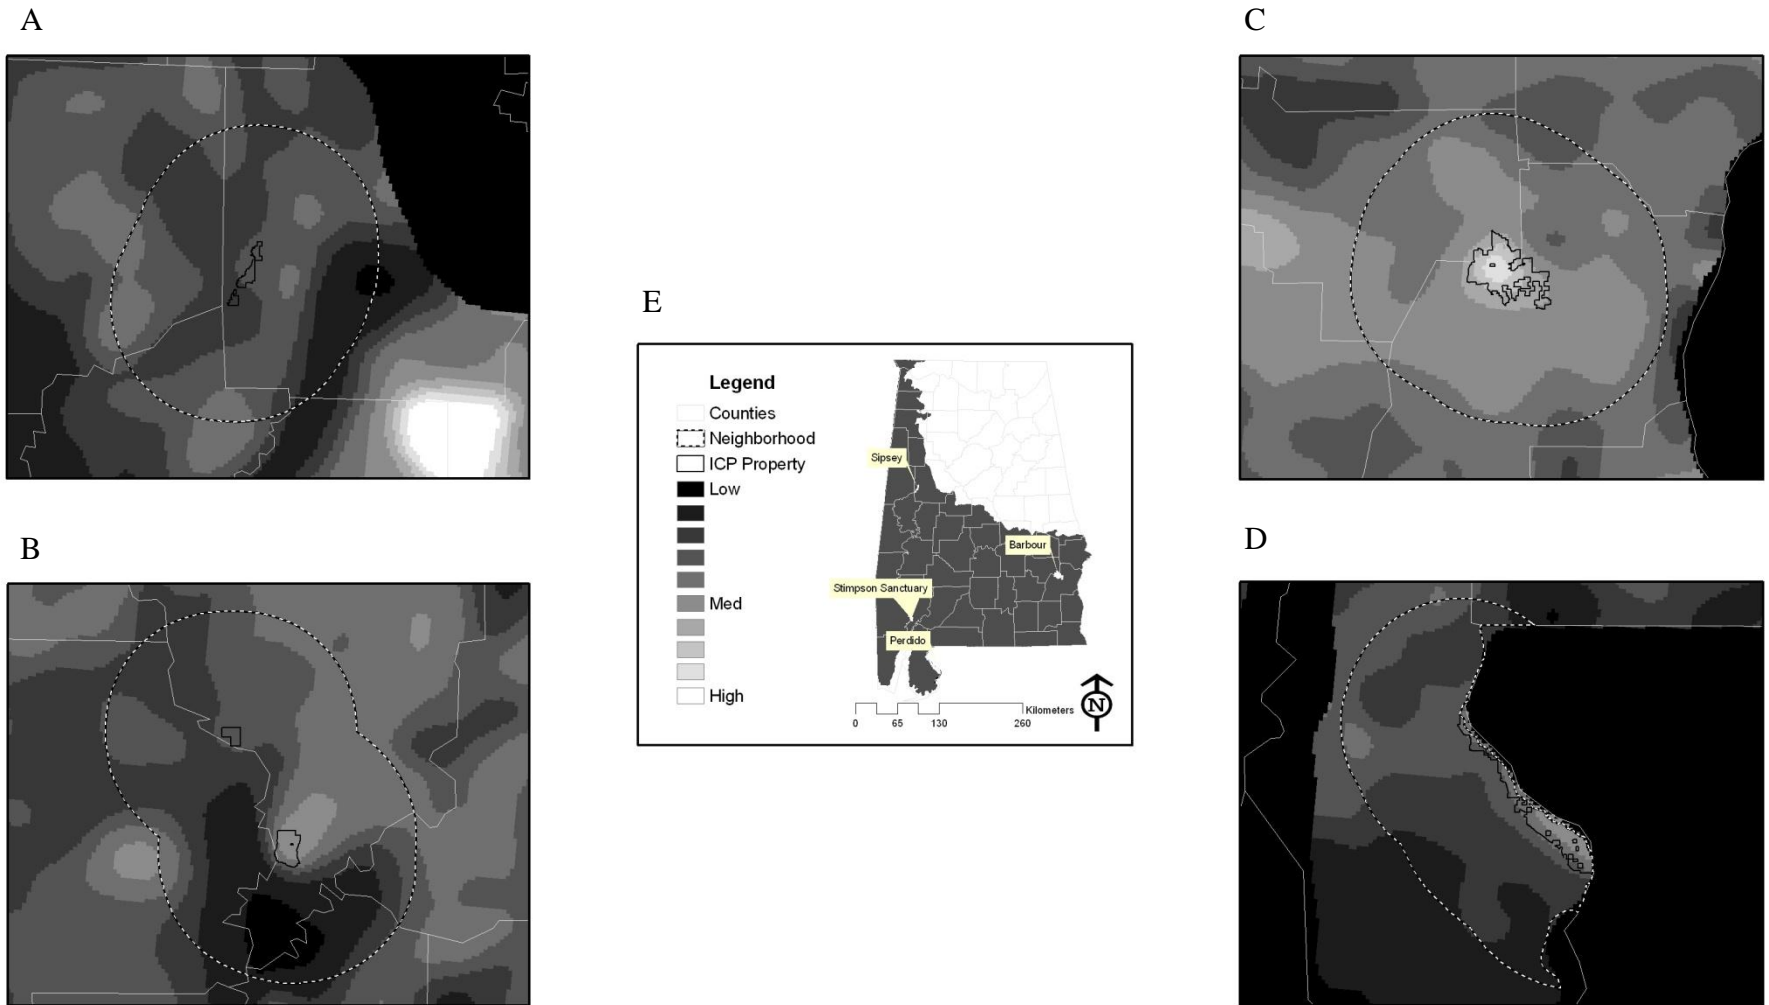 A
C
E
Legend
Counties
Neighborhood
ICP Property
Low
Med
High
Sipsey
Barbour
Stimpson Sanctuary
Perdido
N
Kilometers
0 65 130 260
B
D